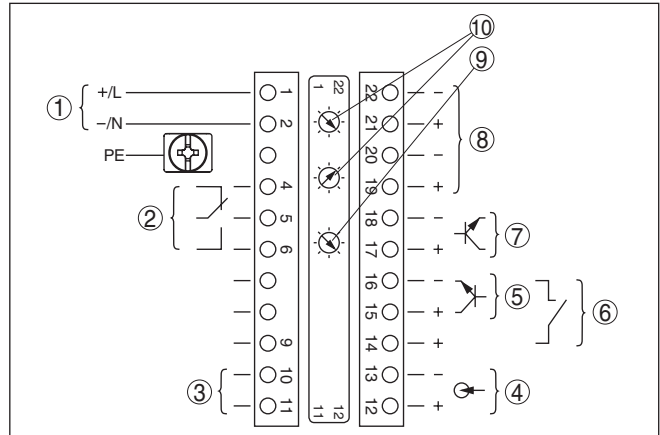 ⑩
⑨
① +/L 1 1 22 22 −
−/N 2 21 + ⑧
PE 20 −
4 19 +
② 5 18 − ⑦
6 17 +
16 − ⑤ ⑥
15 +
9 14 +
③ 10 13 − ④
11 11 12 12 +